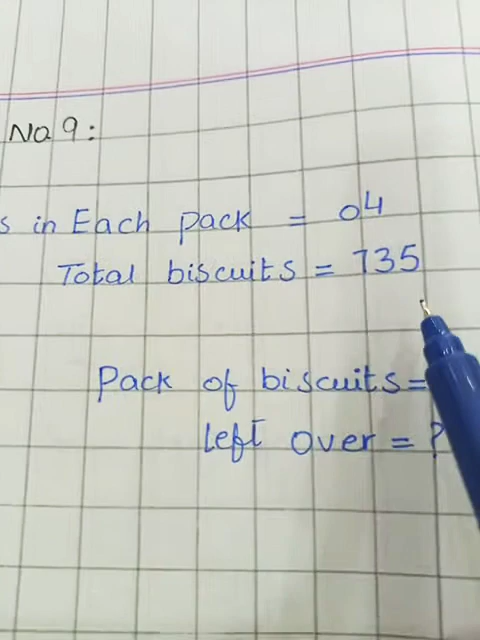 No 9:
s in Each pack = 04
Total biscuits = 735
Pack of biscuits=
left over = ?